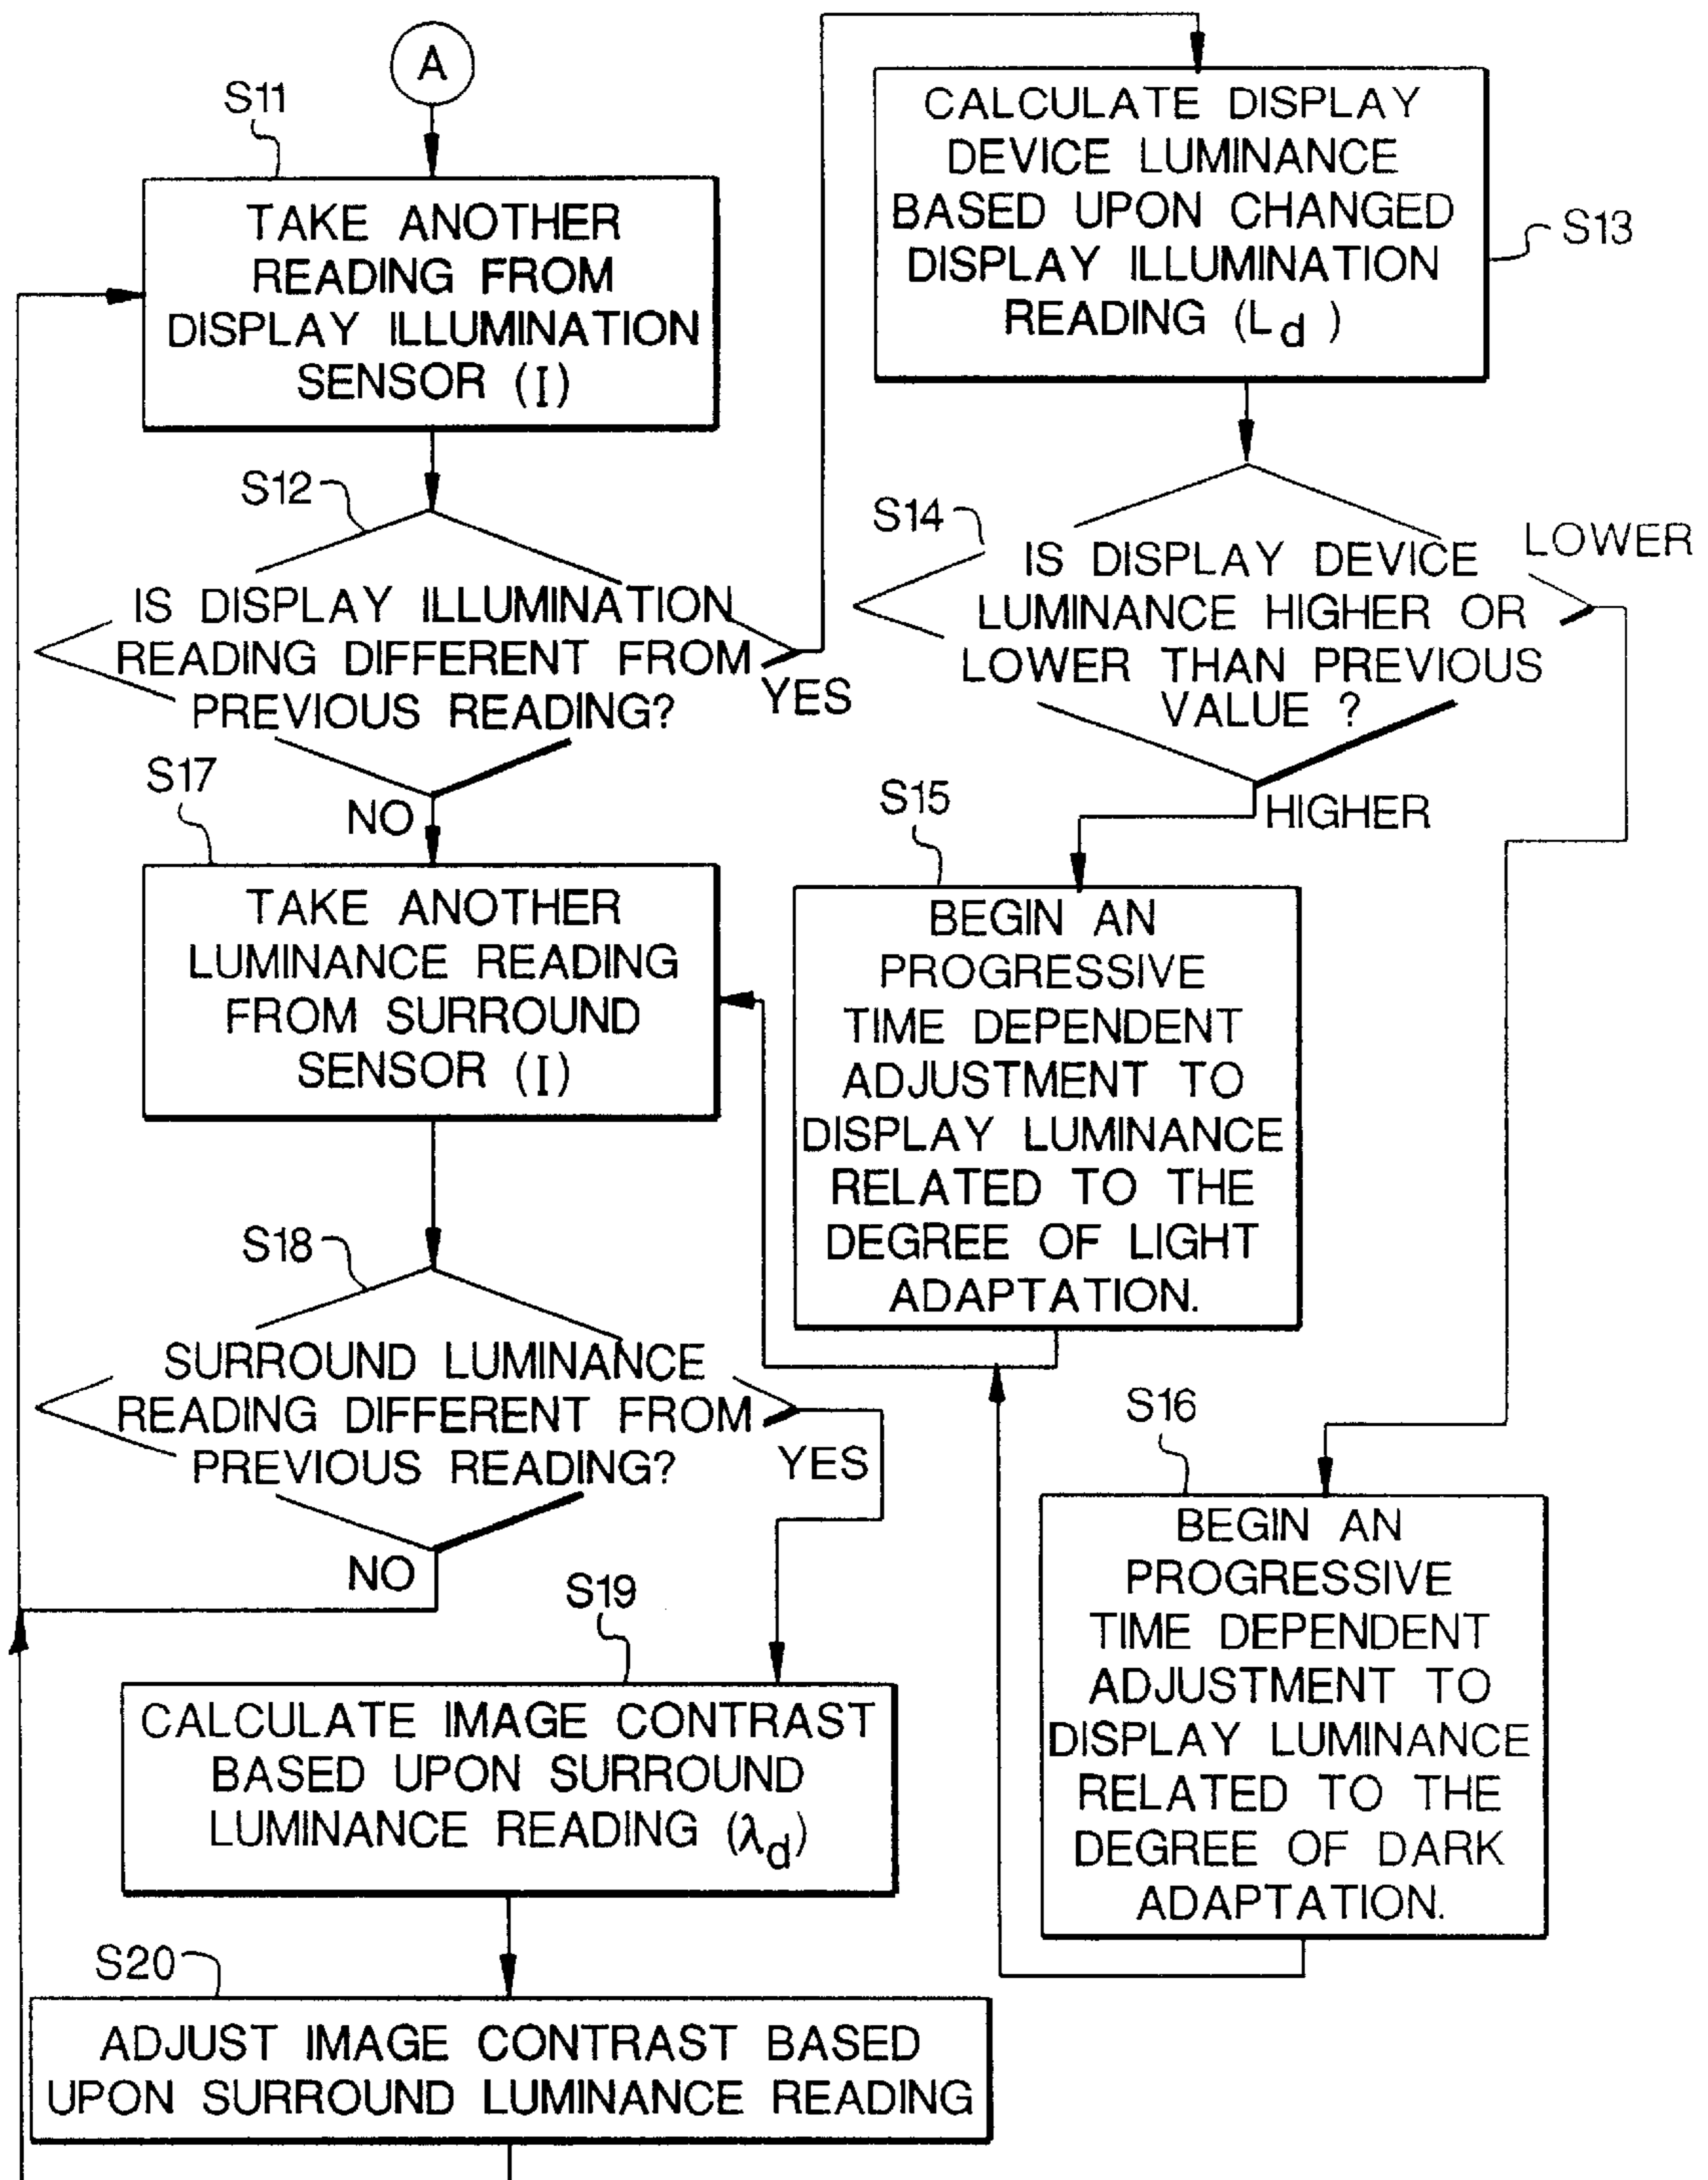 A
S11
TAKE ANOTHER
READING FROM
DISPLAY ILLUMINATION
SENSOR (I)
S12
IS DISPLAY ILLUMINATION
READING DIFFERENT FROM
PREVIOUS READING?
YES
NO
CALCULATE DISPLAY
DEVICE LUMINANCE
BASED UPON CHANGED
DISPLAY ILLUMINATION
READING (Ld )
S13
S14
IS DISPLAY DEVICE
LUMINANCE HIGHER OR
LOWER THAN PREVIOUS
VALUE ?
LOWER
HIGHER
S15
BEGIN AN
PROGRESSIVE
TIME DEPENDENT
ADJUSTMENT TO
DISPLAY LUMINANCE
RELATED TO THE
DEGREE OF LIGHT
ADAPTATION.
S16
BEGIN AN
PROGRESSIVE
TIME DEPENDENT
ADJUSTMENT TO
DISPLAY LUMINANCE
RELATED TO THE
DEGREE OF DARK
ADAPTATION.
S17
TAKE ANOTHER
LUMINANCE READING
FROM SURROUND
SENSOR (I)
S18
SURROUND LUMINANCE
READING DIFFERENT FROM
PREVIOUS READING?
YES
NO
S19
CALCULATE IMAGE CONTRAST
BASED UPON SURROUND
LUMINANCE READING (λd)
S20
ADJUST IMAGE CONTRAST BASED
UPON SURROUND LUMINANCE READING